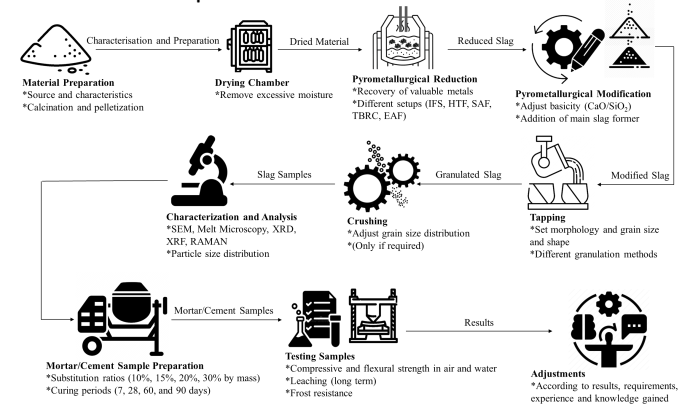 Characterisation and Preparation
Dried Material
Reduced Slag
Material Preparation
*Source and characteristics
*Calcination and pelletization
Drying Chamber
*Remove excessive moisture
Pyrometallurgical Reduction
*Recovery of valuable metals
*Different setups (IFS, HTF, SAF,
TBRC, EAF)
Pyrometallurgical Modification
*Adjust basicity (CaO/SiO₂)
*Addition of main slag former
Slag Samples
Granulated Slag
Modified Slag
Characterization and Analysis
*SEM, Melt Microscopy, XRD,
XRF, RAMAN
*Particle size distribution
Crushing
*Adjust grain size distribution
*(Only if required)
Tapping
*Set morphology and grain size
and shape
*Different granulation methods
Mortar/Cement Samples
Results
Mortar/Cement Sample Preparation
*Substitution ratios (10%, 15%, 20%, 30% by mass)
*Curing periods (7, 28, 60, and 90 days)
Testing Samples
*Compressive and flexural strength in air and water
*Leaching (long term)
*Frost resistance
Adjustments
*According to results, requirements,
experience and knowledge gained